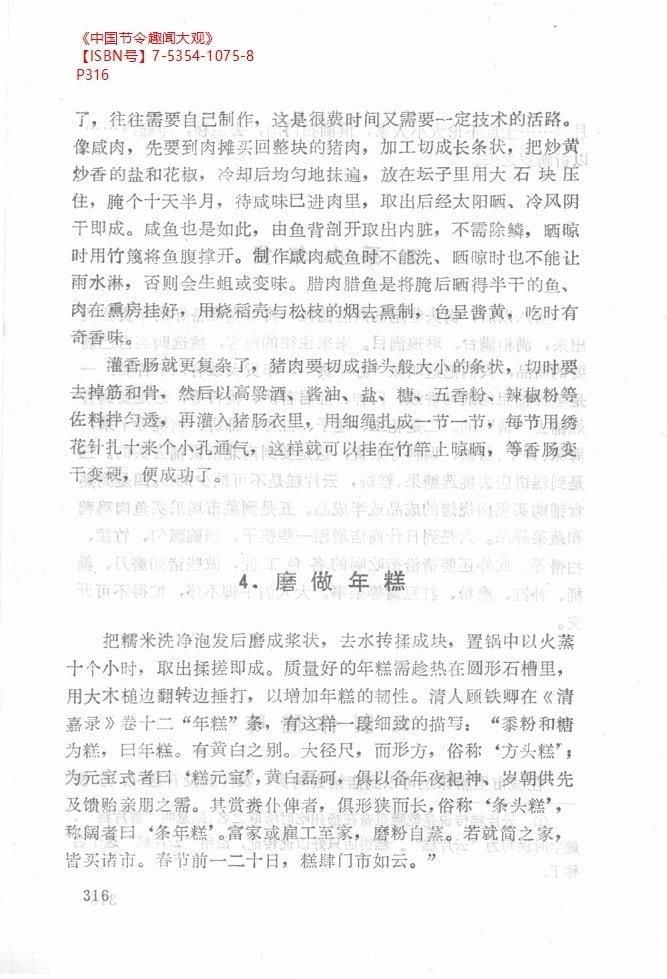 《中国节令趣闻大观》
【ISBN号】7-5354-1075-8
P316
了，往往需要自己制作，这是很费时间又需要一定技术的活路。
像咸肉，先要到肉摊买回整块的猪肉，加工切成长条状，把炒黄
炒香的盐和花椒，冷却后均匀地抹遍，放在坛子里用大石块压
住，腌个十天半月，待咸味已进肉里，取出后经太阳晒、冷风阴
干即成。咸鱼也是如此，由鱼背剖开取出内脏，不需除鳞，晒晾
时用竹篾将鱼腹撑开。制作咸肉咸鱼时不能洗、晒晾时也不能让
雨水淋，否则会生蛆或变味。腊肉腊鱼是将腌后晒得半干的鱼、
肉在熏房挂好，用烧稻壳与松枝的烟去熏制，色呈酱黄，吃时有
奇香味。
灌香肠就更复杂了，猪肉要切成指头般大小的条状，切时要
去掉筋和骨，然后以高梁酒、酱油、盐、糖、五香粉、辣椒粉等
佐料拌匀透，再灌入猪肠衣里，用细绳扎成一节一节，每节用绣
花针扎十来个小孔通气，这样就可以挂在竹竿上晾晒，等香肠变
干变硬，便成功了。
4．磨做年糕
把糯米洗净泡发后磨成浆状，去水抟揉成块，置锅中以火蒸
十个小时，取出揉搓即成。质量好的年糕需趁热在圆形石槽里，
用大木槌边翻转边捶打，以增加年糕的韧性。清人顾铁卿在《清
嘉录》卷十二“年糕”条，有这样一段细致的描写：“黍粉和糖
为糕，曰年糕。有黄白之别。大径尺，而形方，俗称‘方头糕’；
为元宝式者曰‘糕元宝’，黄白磊砢，俱以备年夜祀神、岁朝供先
及馈贻亲朋之需。其赏赉仆俾者，俱形狭而长，俗称‘条头糕’，
称阔者曰‘条年糕’。富家或雇工至家，磨粉自蒸。若就简之家，
皆买诸市。春节前一二十日，糕肆门市如云。”
316